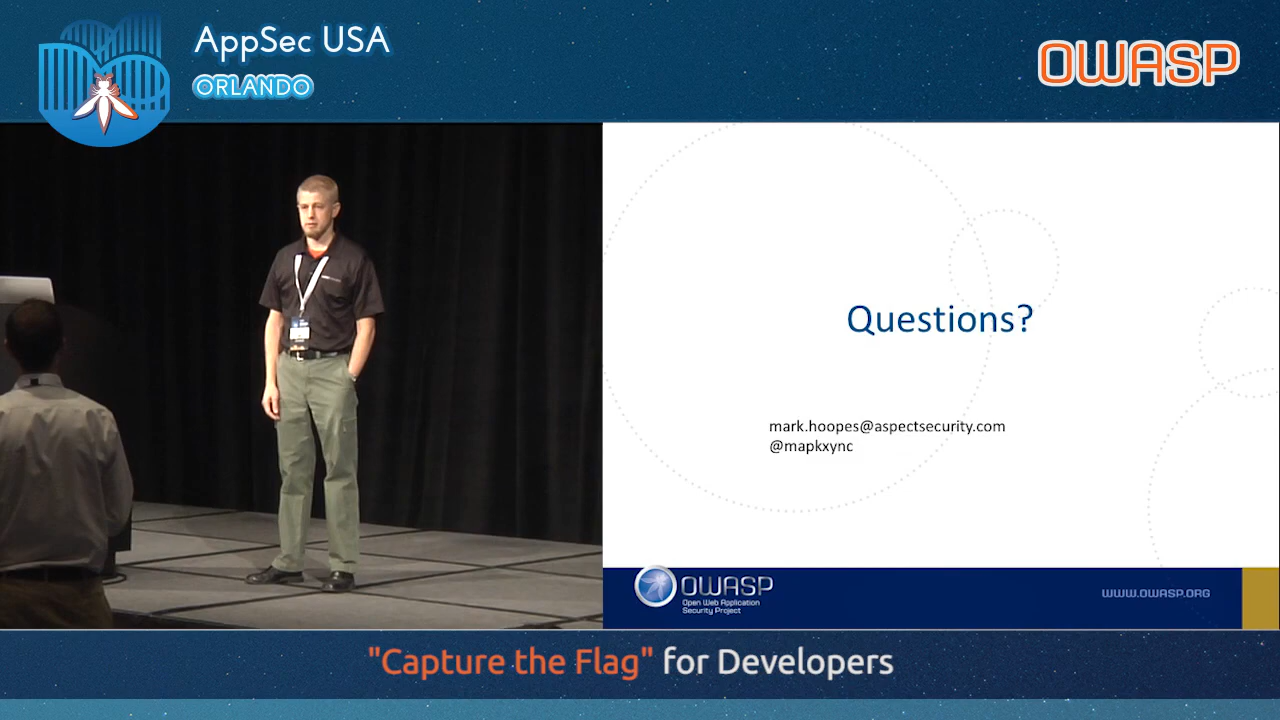 AppSec USA
ORLANDO
OWASP
Questions?
mark.hoopes@aspectsecurity.com
@mapkxync
OWASP
Open Web Application
Security Project
WWW.OWASP.ORG
"Capture the Flag" for Developers